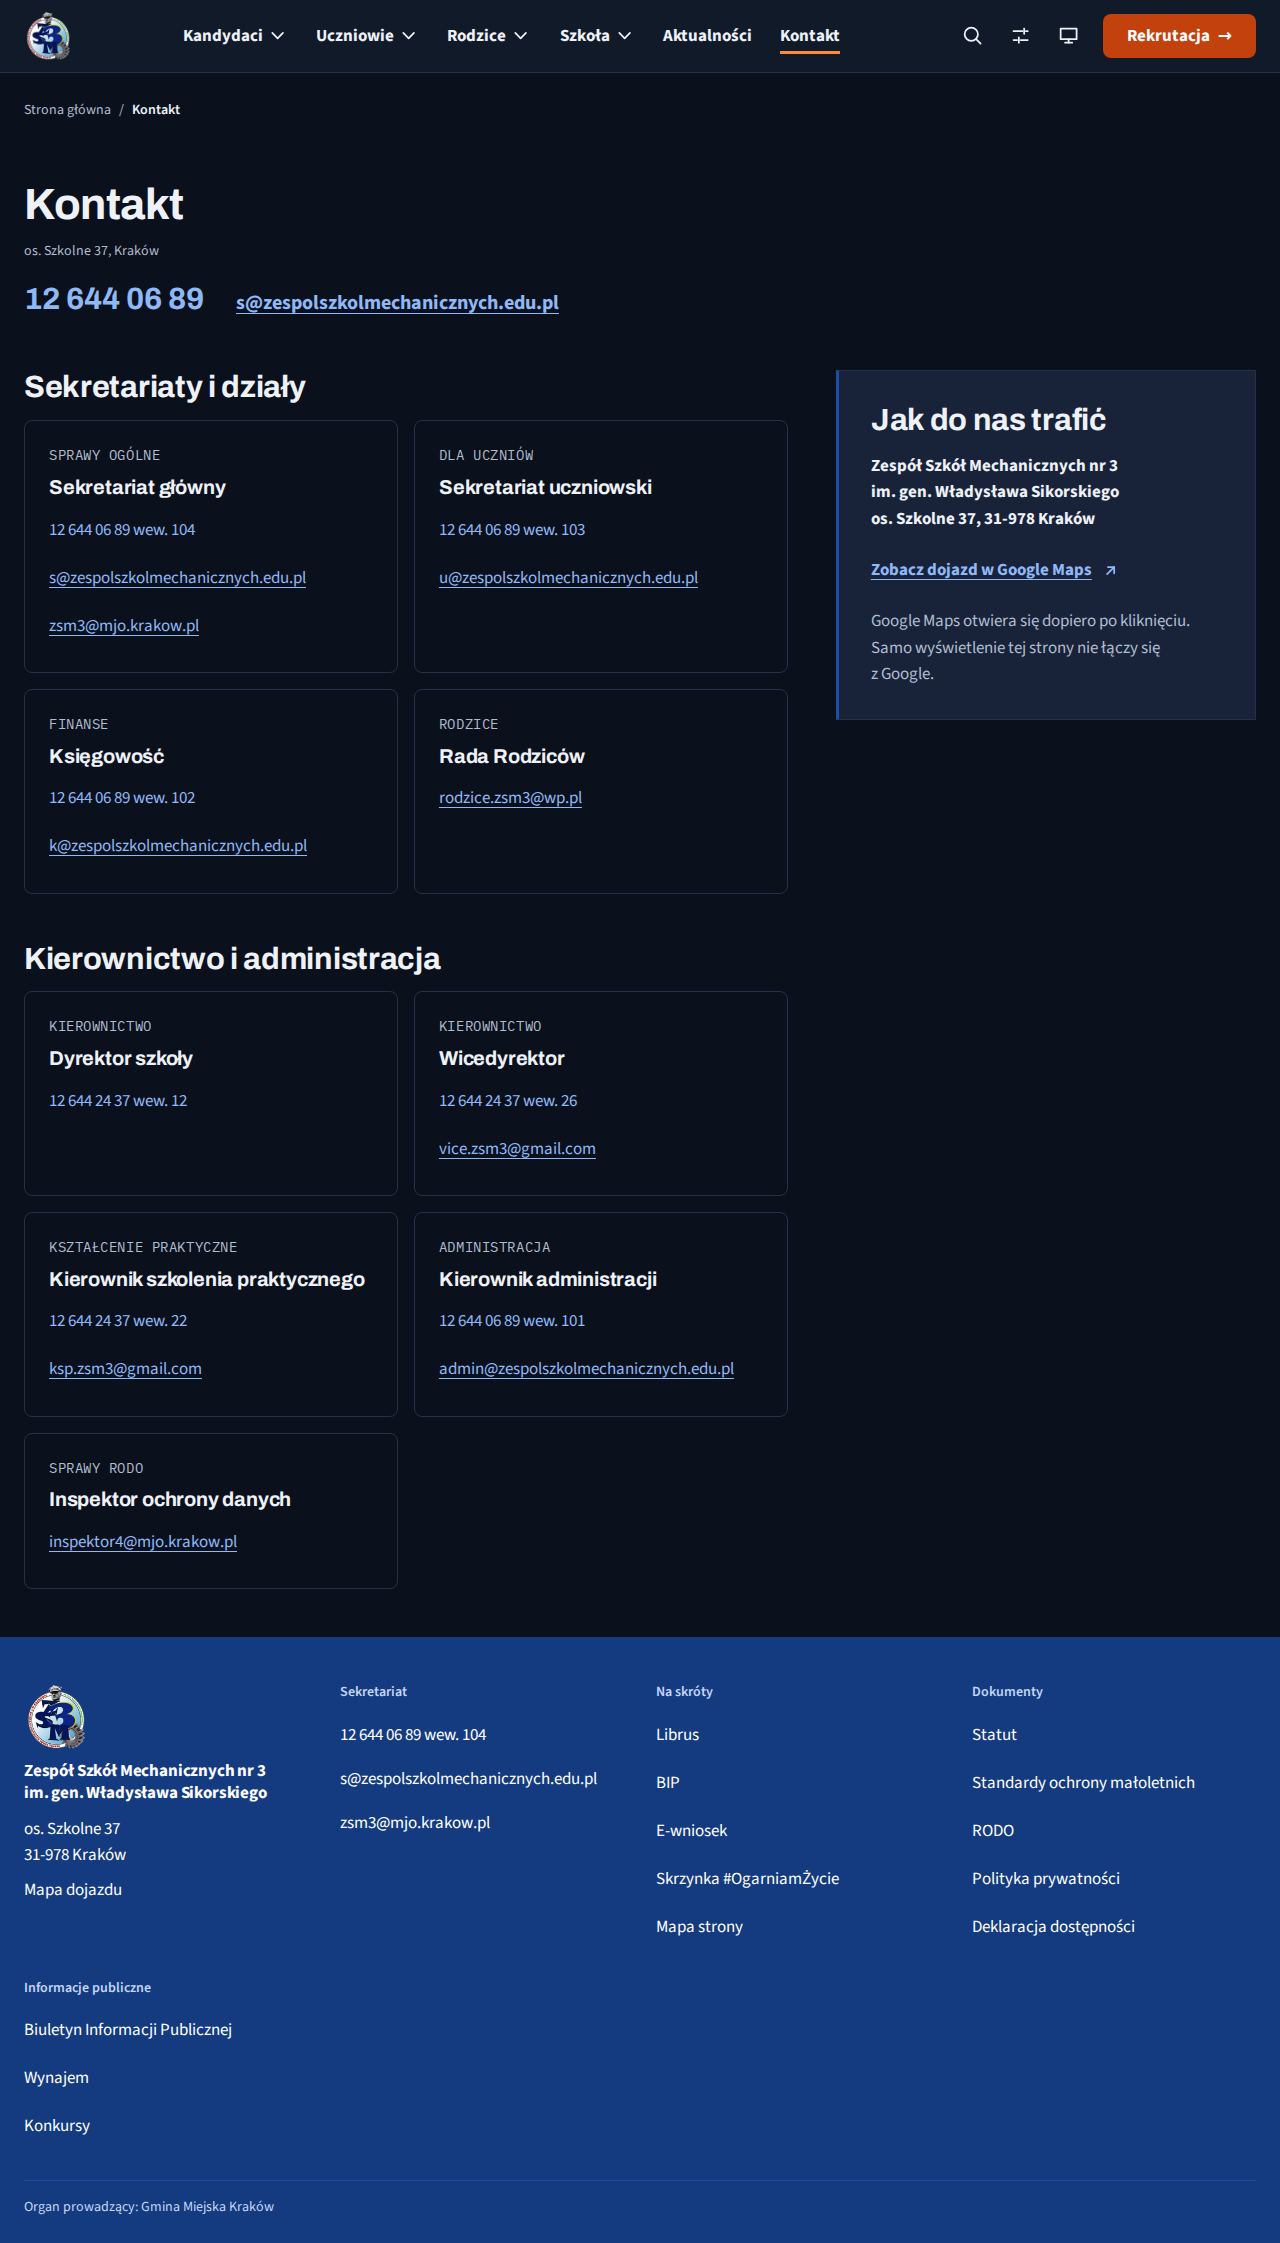 Kandydaci
Uczniowie
Rodzice
Szkoła
Aktualności
Kontakt
Rekrutacja →
Strona główna / Kontakt
Kontakt
os. Szkolne 37, Kraków
12 644 06 89
s@zespolszkolmechanicznych.edu.pl
Sekretariaty i działy
SPRAWY OGÓLNE
Sekretariat główny
12 644 06 89 wew. 104
s@zespolszkolmechanicznych.edu.pl
zsm3@mjo.krakow.pl
DLA UCZNIÓW
Sekretariat uczniowski
12 644 06 89 wew. 103
u@zespolszkolmechanicznych.edu.pl
FINANSE
Księgowość
12 644 06 89 wew. 102
k@zespolszkolmechanicznych.edu.pl
RODZICE
Rada Rodziców
rodzice.zsm3@wp.pl
Jak do nas trafić
Zespół Szkół Mechanicznych nr 3
im. gen. Władysława Sikorskiego
os. Szkolne 37, 31-978 Kraków
Zobacz dojazd w Google Maps
Google Maps otwiera się dopiero po kliknięciu.
Samo wyświetlenie tej strony nie łączy się
z Google.
Kierownictwo i administracja
KIEROWNICTWO
Dyrektor szkoły
12 644 24 37 wew. 12
KIEROWNICTWO
Wicedyrektor
12 644 24 37 wew. 26
vice.zsm3@gmail.com
KSZTAŁCENIE PRAKTYCZNE
Kierownik szkolenia praktycznego
12 644 24 37 wew. 22
ksp.zsm3@gmail.com
ADMINISTRACJA
Kierownik administracji
12 644 06 89 wew. 101
admin@zespolszkolmechanicznych.edu.pl
SPRAWY RODO
Inspektor ochrony danych
inspektor4@mjo.krakow.pl
Zespół Szkół Mechanicznych nr 3
im. gen. Władysława Sikorskiego
os. Szkolne 37
31-978 Kraków
Mapa dojazdu
Sekretariat
12 644 06 89 wew. 104
s@zespolszkolmechanicznych.edu.pl
zsm3@mjo.krakow.pl
Na skróty
Librus
BIP
E-wniosek
Skrzynka #OgarniamŻycie
Mapa strony
Dokumenty
Statut
Standardy ochrony małoletnich
RODO
Polityka prywatności
Deklaracja dostępności
Informacje publiczne
Biuletyn Informacji Publicznej
Wynajem
Konkursy
Organ prowadzący: Gmina Miejska Kraków